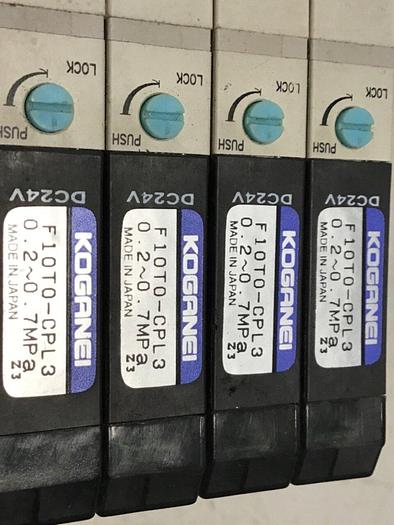 LOCK
PUSH
DC24V
KOGANEI
F10T0-CPL3
0.2~0.7MPa
MADE IN JAPAN
Z3
LOCK
PUSH
DC24V
KOGANEI
F10T0-CPL3
0.2~0.7MPa
MADE IN JAPAN
Z3
LOCK
PUSH
DC24V
KOGANEI
F10T0-CPL3
0.2~0.7MPa
MADE IN JAPAN
Z3
LOCK
PUSH
DC24V
KOGANEI
F10T0-CPL3
0.2~0.7MPa
MADE IN JAPAN
Z3